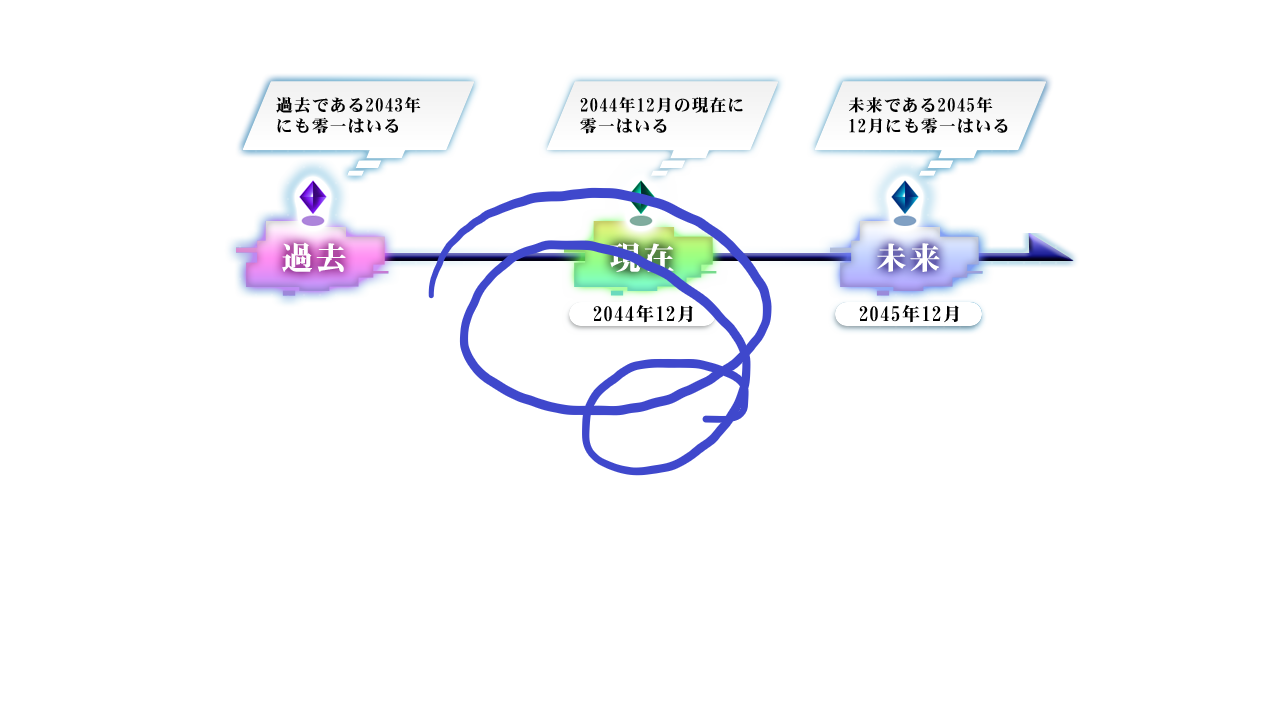 過去である2043年
にも零一はいる
2044年12月の現在に
零一はいる
未来である2045年
12月にも零一はいる
過去
現在
未来
2044年12月
2045年12月